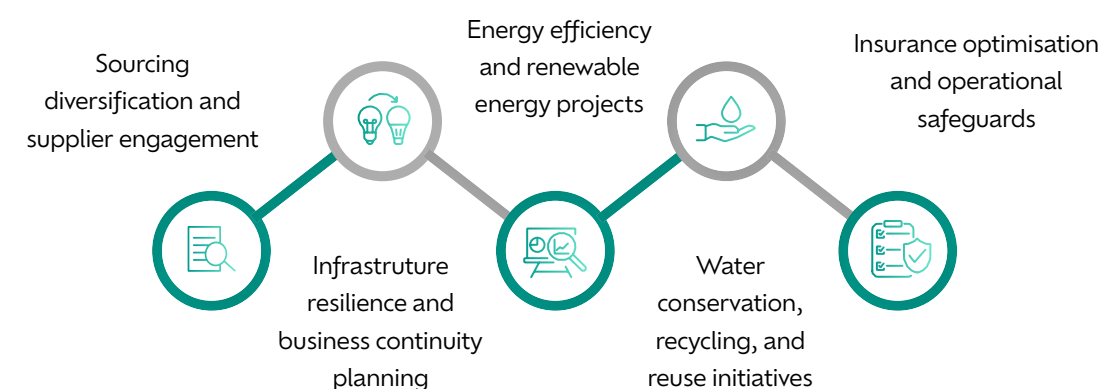 Sourcing
diversification and
supplier engagement
Infrastruture
resilience and
business continuity
planning
Energy efficiency
and renewable
energy projects
Water
conservation,
recycling, and
reuse initiatives
Insurance optimisation
and operational
safeguards